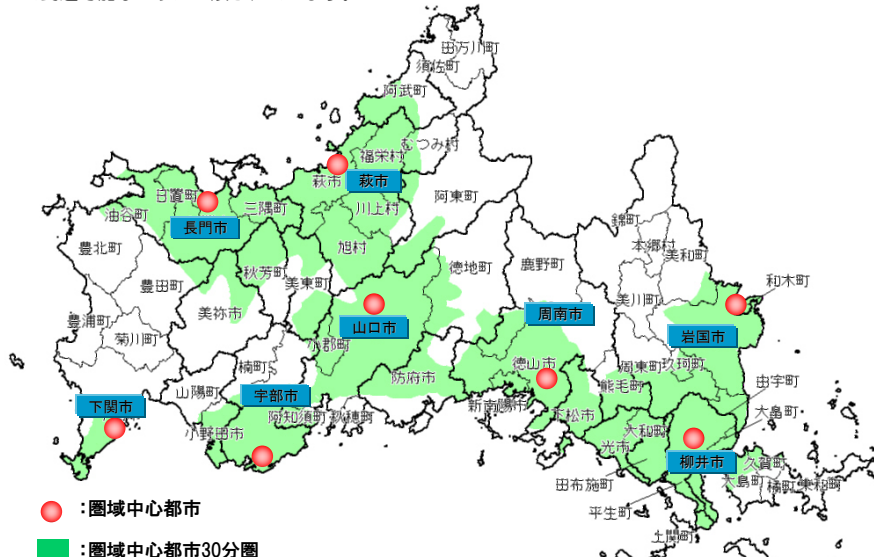 田万川町
須佐町
阿武町
むつみ村
福栄村
萩市
萩市
阿東町
川上村
日置町
油谷町
三隅町
長門市
旭村
錦町
本郷村
美和町
和木町
豊北町
豊田町
秋芳町
美東町
徳地町
鹿野町
美川町
周南市
岩国市
山口市
美祢市
豊浦町
菊川町
小郡町
楠町
防府市
徳山市
周東町
玖珂町
熊毛町
由宇町
山陽町
宇部市
下関市
阿知須町
秋穂町
新南陽市
下松市
大畠町
小野田市
大和町
光市
柳井市
久賀町
大島町
橘町
東和町
田布施町
平生町
上関町
:圏域中心都市
:圏域中心都市30分圏